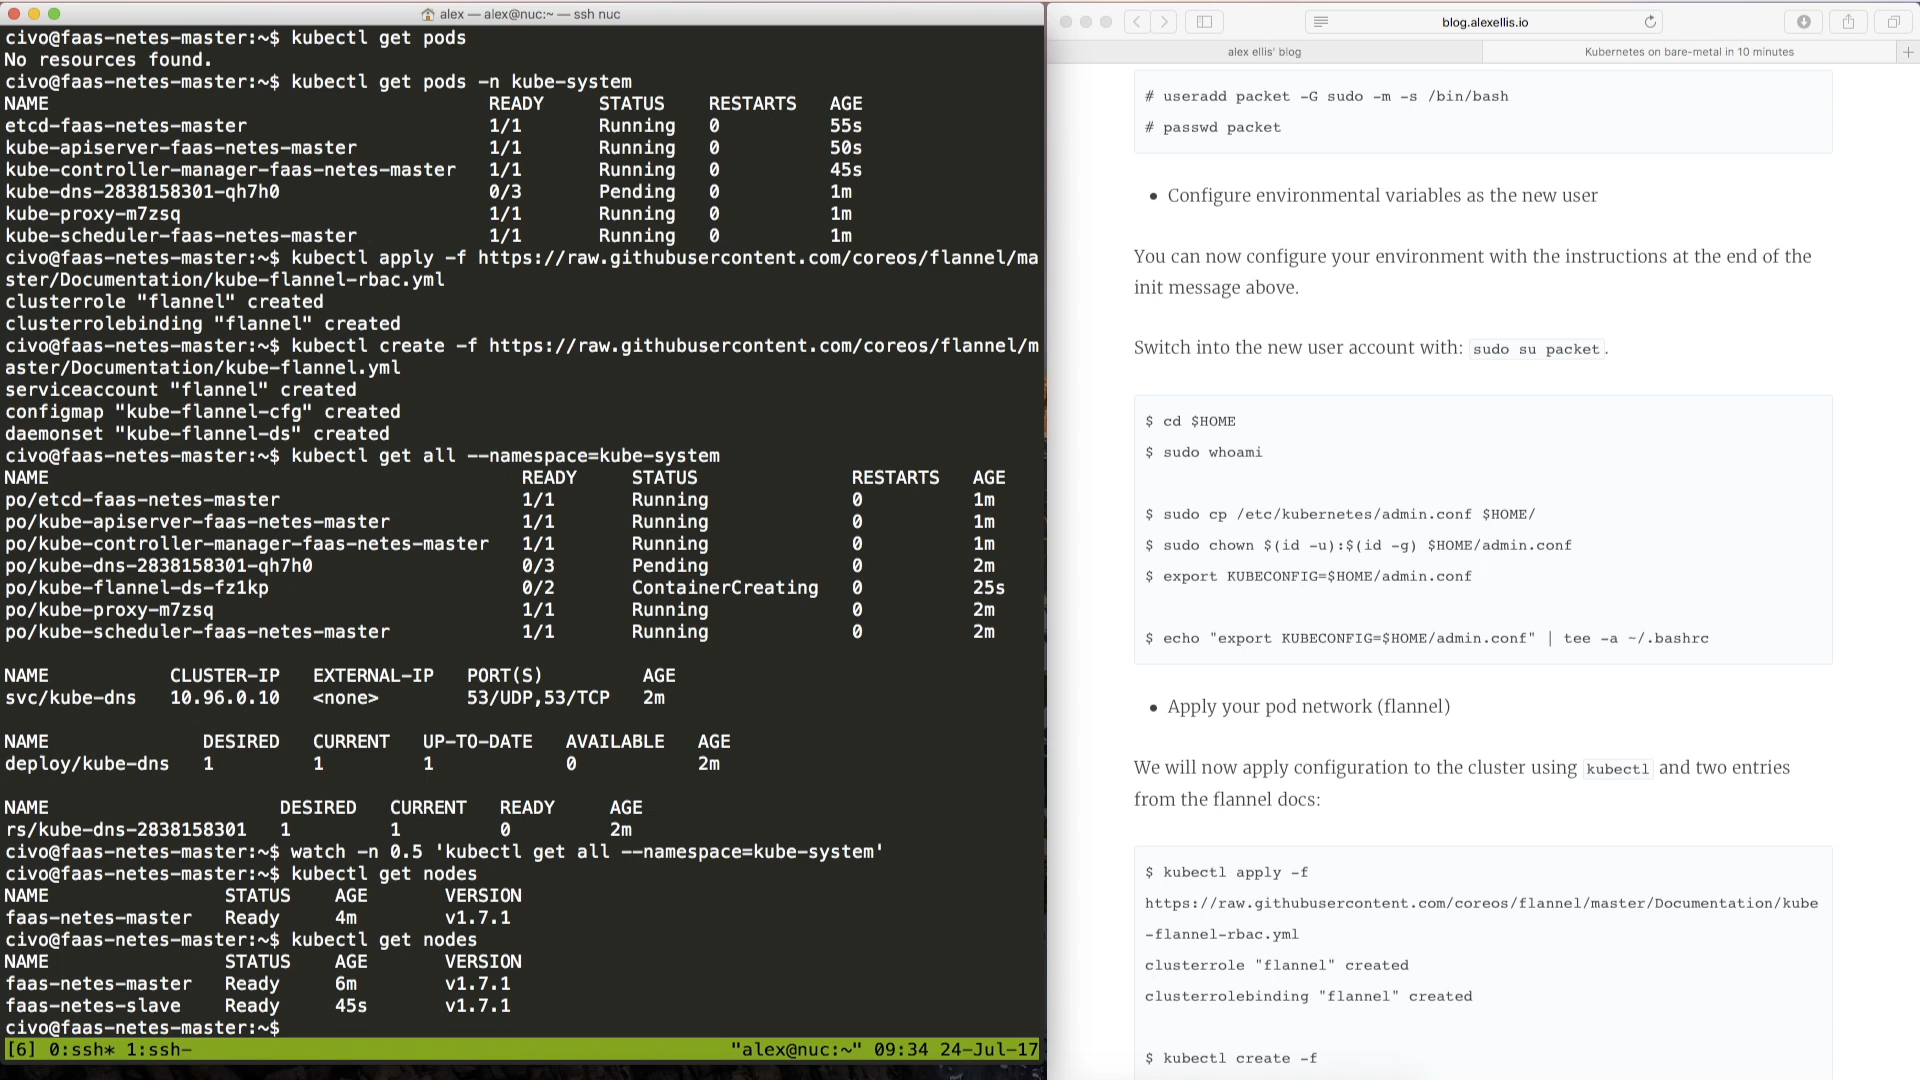 alex — alex@nuc:~ — ssh nuc
civo@faas-netes-master:~$ kubectl get pods
No resources found.
civo@faas-netes-master:~$ kubectl get pods -n kube-system
NAME READY STATUS RESTARTS AGE
etcd-faas-netes-master 1/1 Running 0 55s
kube-apiserver-faas-netes-master 1/1 Running 0 50s
kube-controller-manager-faas-netes-master 1/1 Running 0 45s
kube-dns-2838158301-qh7h0 0/3 Pending 0 1m
kube-proxy-m7zsq 1/1 Running 0 1m
kube-scheduler-faas-netes-master 1/1 Running 0 1m
civo@faas-netes-master:~$ kubectl apply -f https://raw.githubusercontent.com/coreos/flannel/ma
ster/Documentation/kube-flannel-rbac.yml
clusterrole "flannel" created
clusterrolebinding "flannel" created
civo@faas-netes-master:~$ kubectl create -f https://raw.githubusercontent.com/coreos/flannel/m
aster/Documentation/kube-flannel.yml
serviceaccount "flannel" created
configmap "kube-flannel-cfg" created
daemonset "kube-flannel-ds" created
civo@faas-netes-master:~$ kubectl get all --namespace=kube-system
NAME READY STATUS RESTARTS AGE
po/etcd-faas-netes-master 1/1 Running 0 1m
po/kube-apiserver-faas-netes-master 1/1 Running 0 1m
po/kube-controller-manager-faas-netes-master 1/1 Running 0 1m
po/kube-dns-2838158301-qh7h0 0/3 Pending 0 2m
po/kube-flannel-ds-fz1kp 0/2 ContainerCreating 0 25s
po/kube-proxy-m7zsq 1/1 Running 0 2m
po/kube-scheduler-faas-netes-master 1/1 Running 0 2m
NAME CLUSTER-IP EXTERNAL-IP PORT(S) AGE
svc/kube-dns 10.96.0.10 <none> 53/UDP,53/TCP 2m
NAME DESIRED CURRENT UP-TO-DATE AVAILABLE AGE
deploy/kube-dns 1 1 1 0 2m
NAME DESIRED CURRENT READY AGE
rs/kube-dns-2838158301 1 1 0 2m
civo@faas-netes-master:~$ watch -n 0.5 'kubectl get all --namespace=kube-system'
civo@faas-netes-master:~$ kubectl get nodes
NAME STATUS AGE VERSION
faas-netes-master Ready 4m v1.7.1
civo@faas-netes-master:~$ kubectl get nodes
NAME STATUS AGE VERSION
faas-netes-master Ready 6m v1.7.1
faas-netes-slave Ready 45s v1.7.1
civo@faas-netes-master:~$
[6] 0:ssh* 1:ssh- "alex@nuc:~" 09:34 24-Jul-17
blog.alexellis.io
alex ellis' blog
Kubernetes on bare-metal in 10 minutes
# useradd packet -G sudo -m -s /bin/bash
# passwd packet
• Configure environmental variables as the new user
You can now configure your environment with the instructions at the end of the
init message above.
Switch into the new user account with: sudo su packet.
$ cd $HOME
$ sudo whoami
$ sudo cp /etc/kubernetes/admin.conf $HOME/
$ sudo chown $(id -u):$(id -g) $HOME/admin.conf
$ export KUBECONFIG=$HOME/admin.conf
$ echo "export KUBECONFIG=$HOME/admin.conf" | tee -a ~/.bashrc
• Apply your pod network (flannel)
We will now apply configuration to the cluster using kubectl and two entries
from the flannel docs:
$ kubectl apply -f
https://raw.githubusercontent.com/coreos/flannel/master/Documentation/kube
-flannel-rbac.yml
clusterrole "flannel" created
clusterrolebinding "flannel" created
$ kubectl create -f